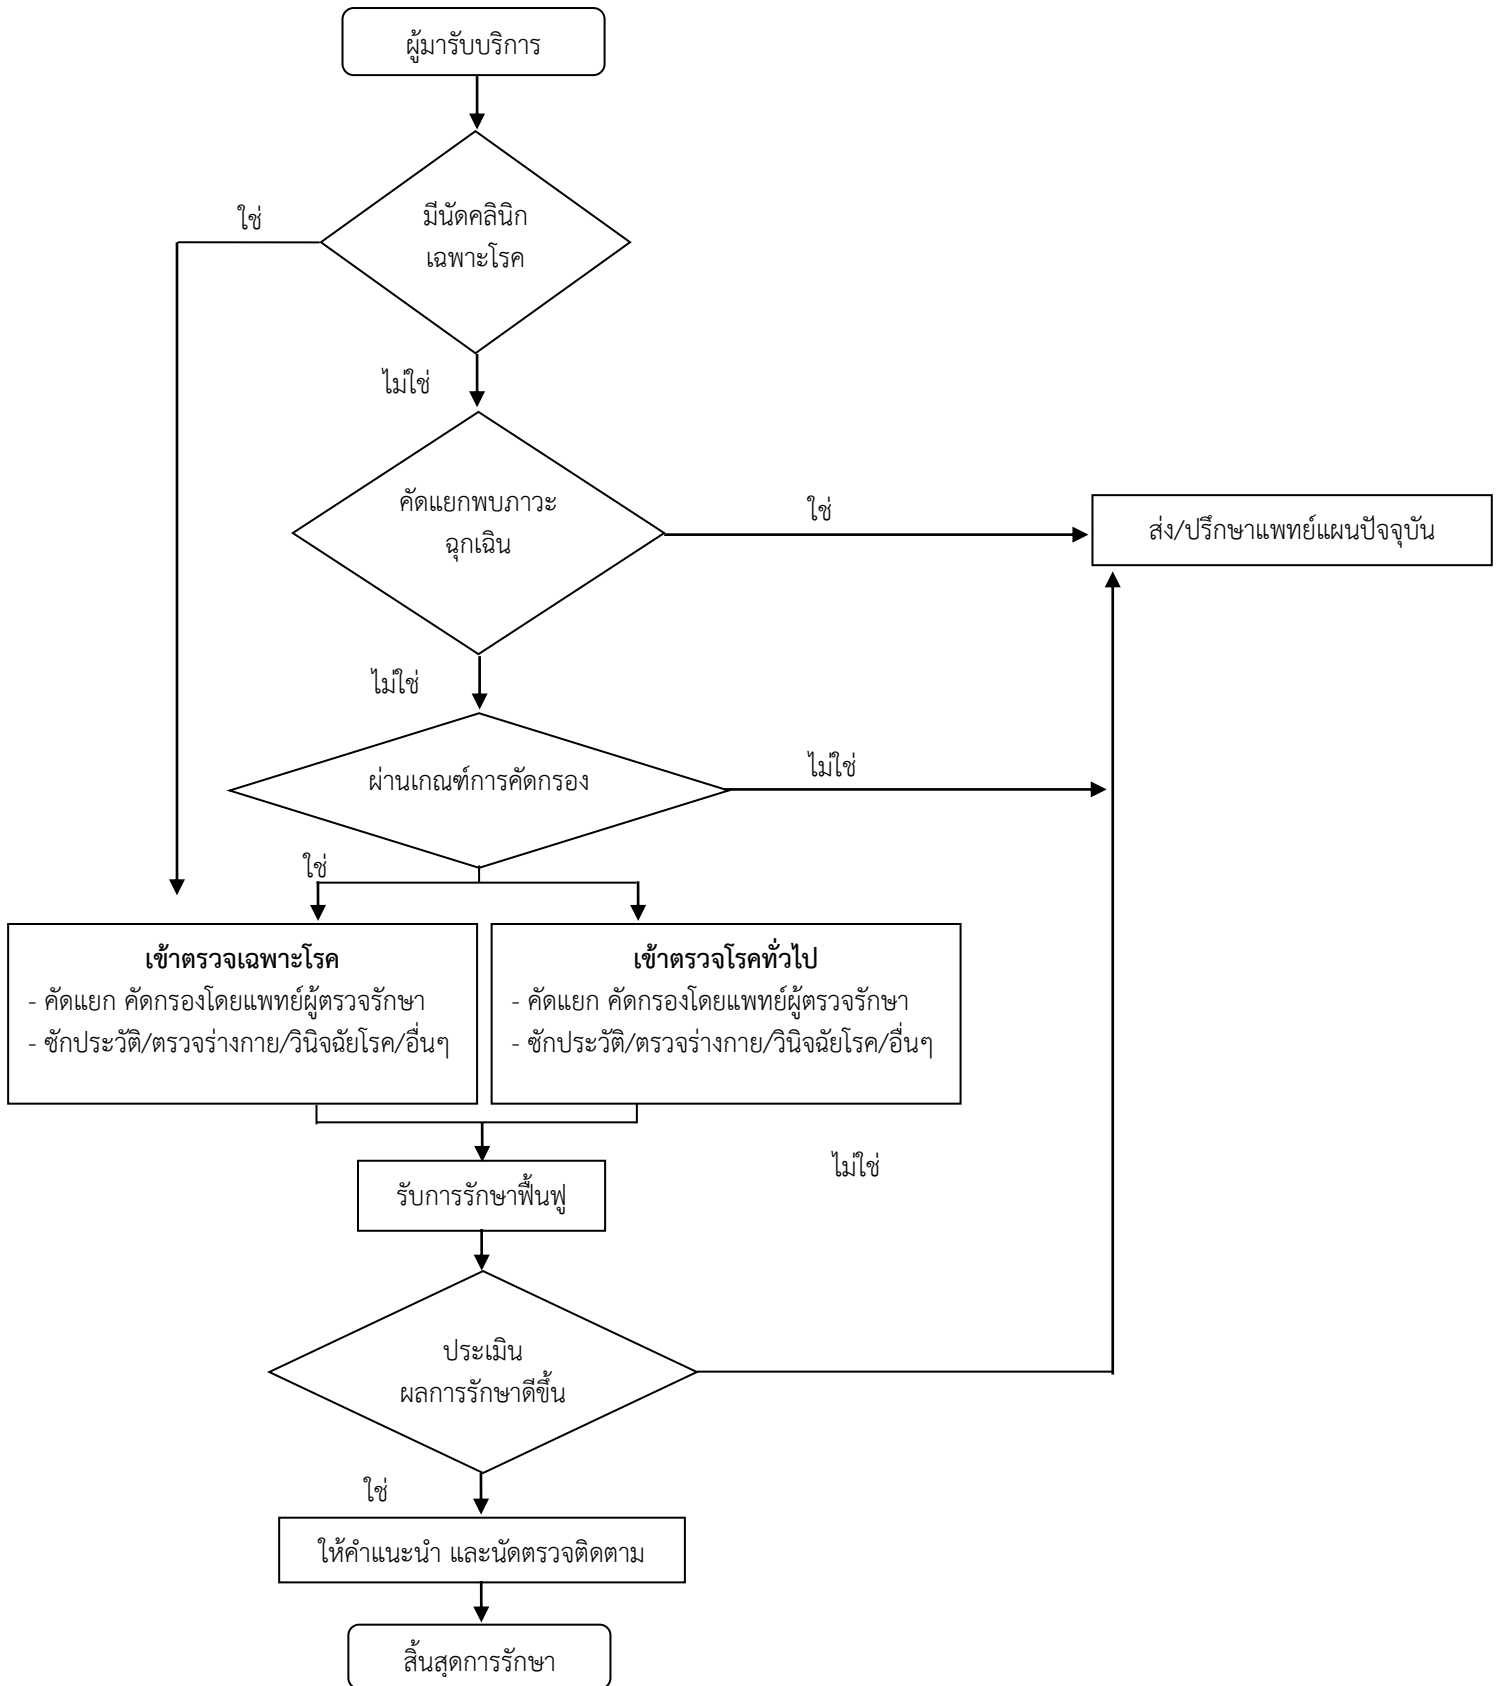 ผู้มารับบริการ
ใช่
มีนัดคลินิก
เฉพาะโรค
ไม่ใช่
คัดแยกพบภาวะ
ฉุกเฉิน
ใช่
ส่ง/ปรึกษาแพทย์แผนปัจจุบัน
ไม่ใช่
ผ่านเกณฑ์การคัดกรอง
ไม่ใช่
ใช่
เข้าตรวจเฉพาะโรค
- คัดแยก คัดกรองโดยแพทย์ผู้ตรวจรักษา
- ซักประวัติ/ตรวจร่างกาย/วินิจฉัยโรค/อื่นๆ
เข้าตรวจโรคทั่วไป
- คัดแยก คัดกรองโดยแพทย์ผู้ตรวจรักษา
- ซักประวัติ/ตรวจร่างกาย/วินิจฉัยโรค/อื่นๆ
ไม่ใช่
รับการรักษาฟื้นฟู
ประเมิน
ผลการรักษาดีขึ้น
ใช่
ให้คำแนะนำ และนัดตรวจติดตาม
สิ้นสุดการรักษา